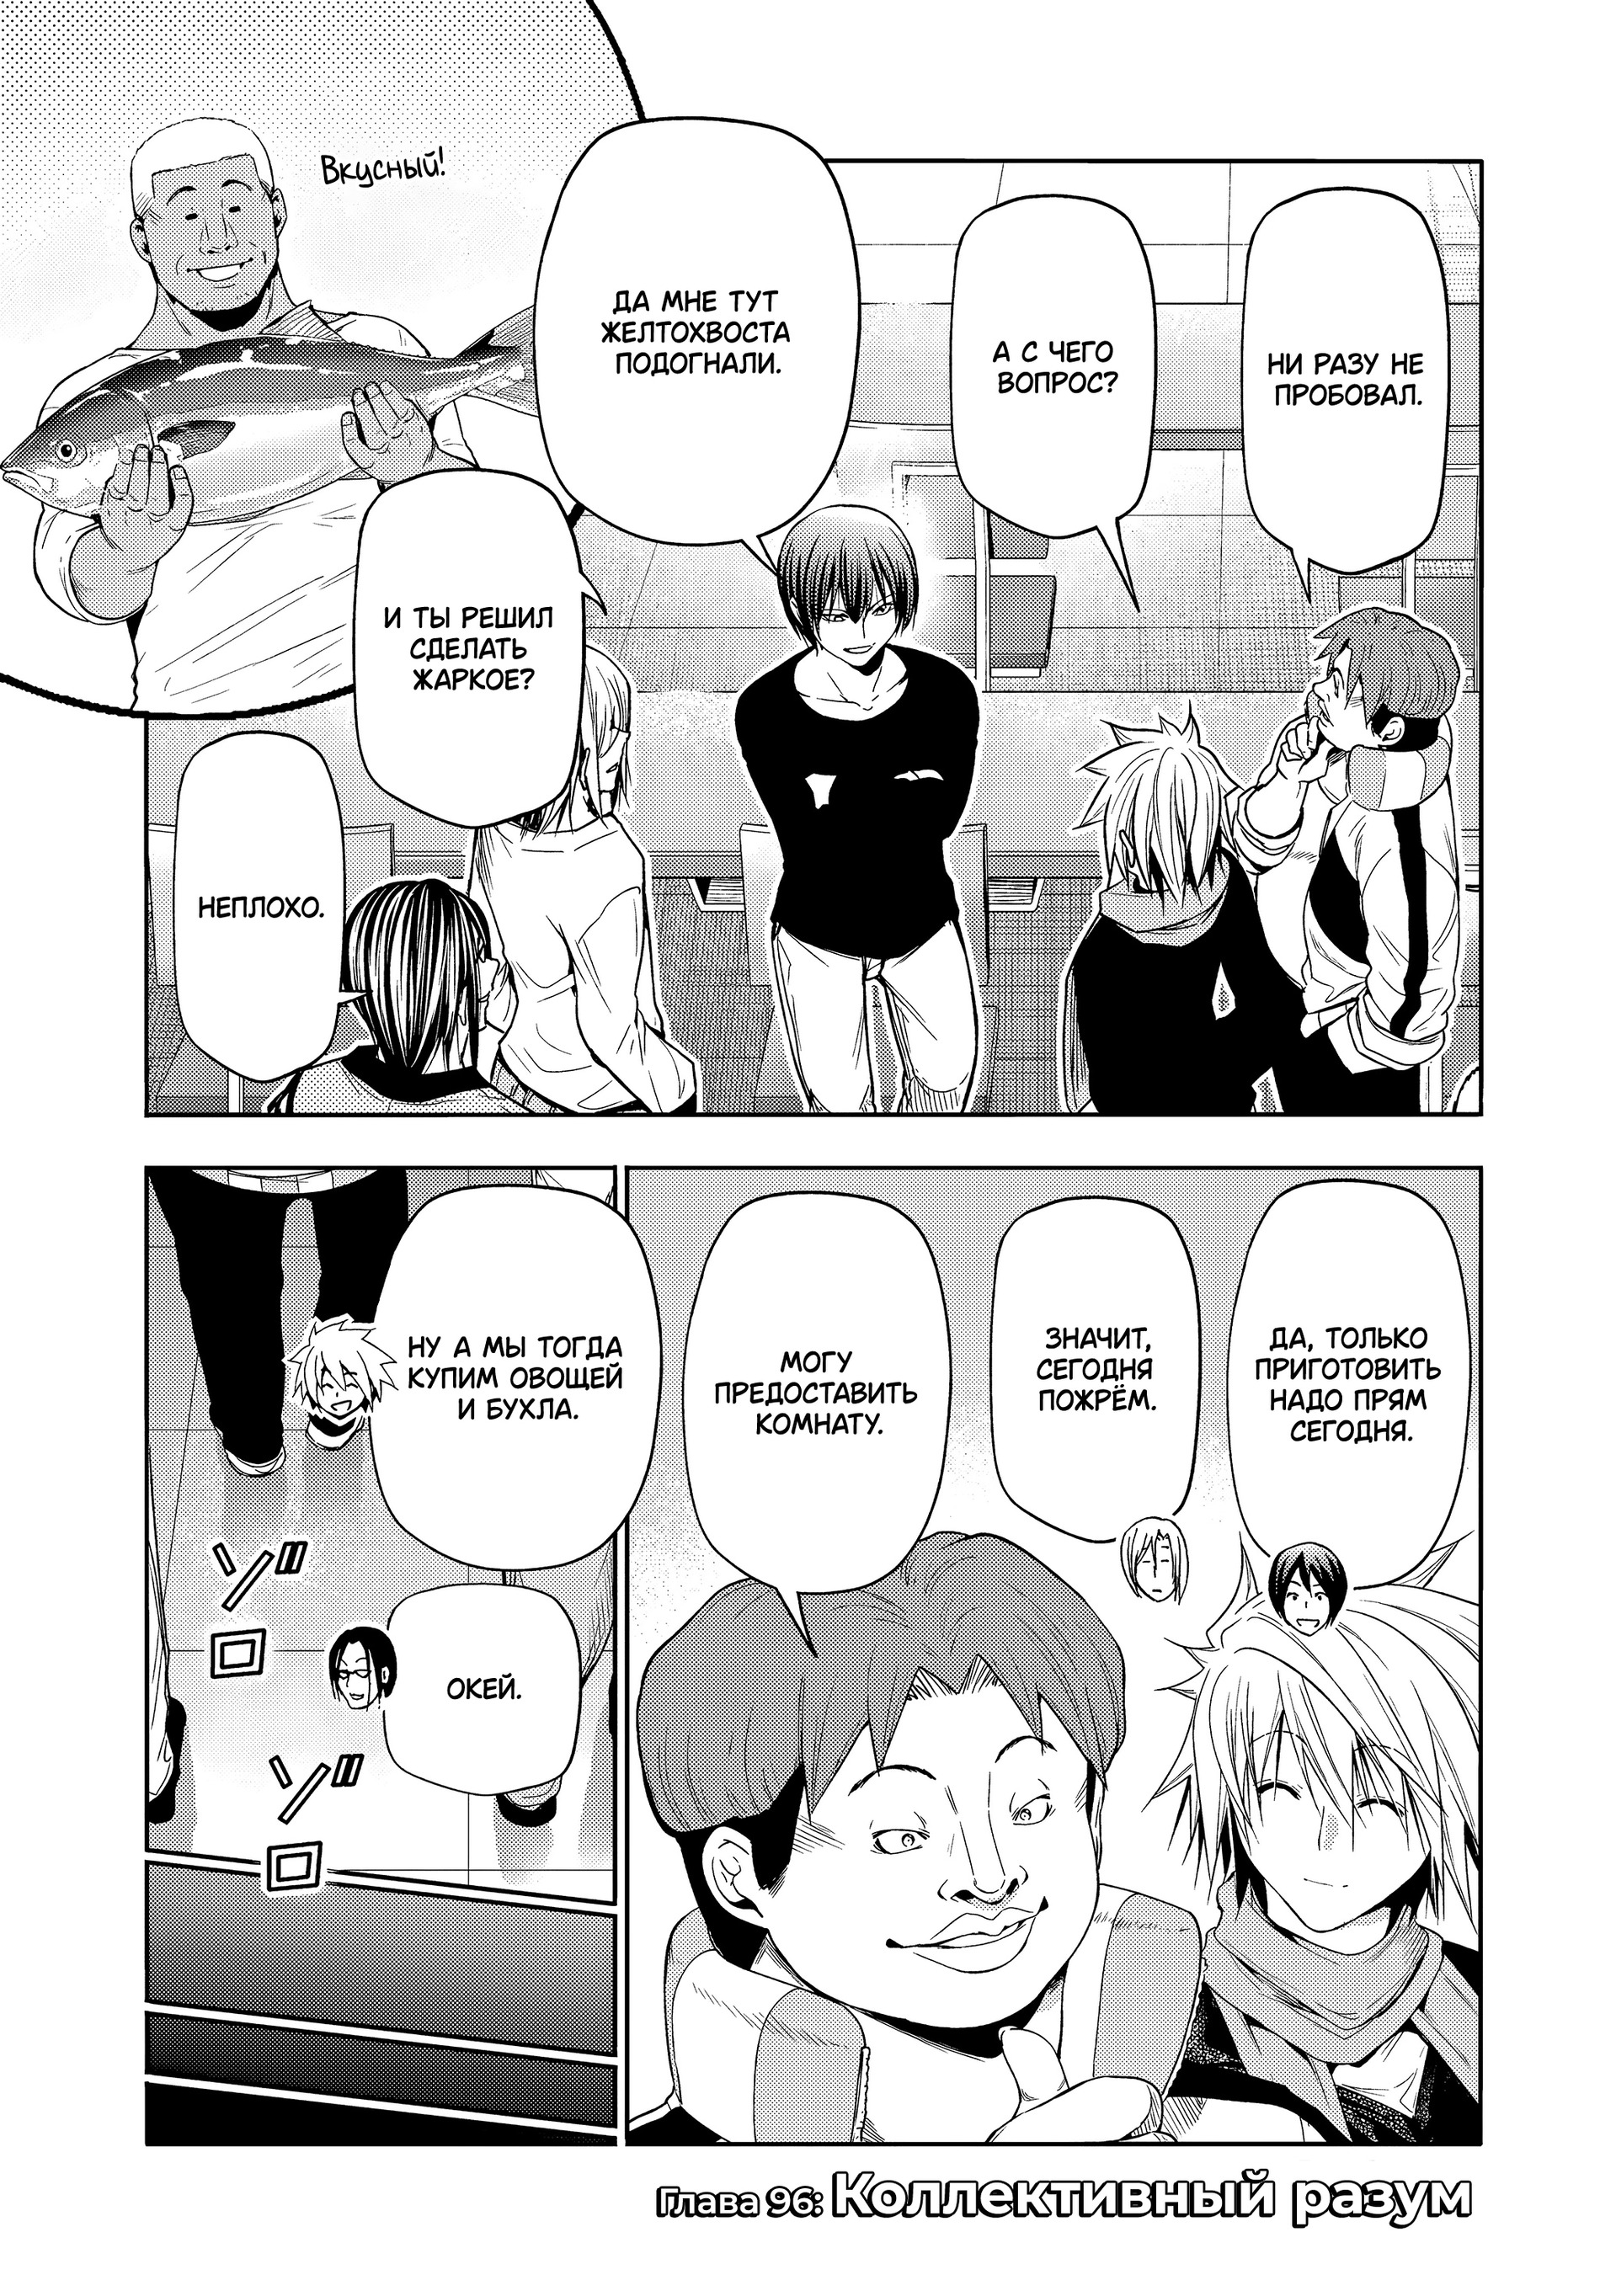 НИ РАЗУ НЕ
ПРОБОВАЛ.
А С ЧЕГО
ВОПРОС?
ДА МНЕ ТУТ
ЖЕЛТОХВОСТА
ПОДОГНАЛИ.
Вкусный!
И ТЫ РЕШИЛ
СДЕЛАТЬ
ЖАРКОЕ?
НЕПЛОХО.
ДА, ТОЛЬКО
ПРИГОТОВИТЬ
НАДО ПРЯМ
СЕГОДНЯ.
ЗНАЧИТ,
СЕГОДНЯ
ПОЖРЁМ.
МОГУ
ПРЕДОСТАВИТЬ
КОМНАТУ.
НУ А МЫ ТОГДА
КУПИМ ОВОЩЕЙ
И БУХЛА.
ОКЕЙ.
ゾロ
ゾロ
Глава 96: Коллективный разум